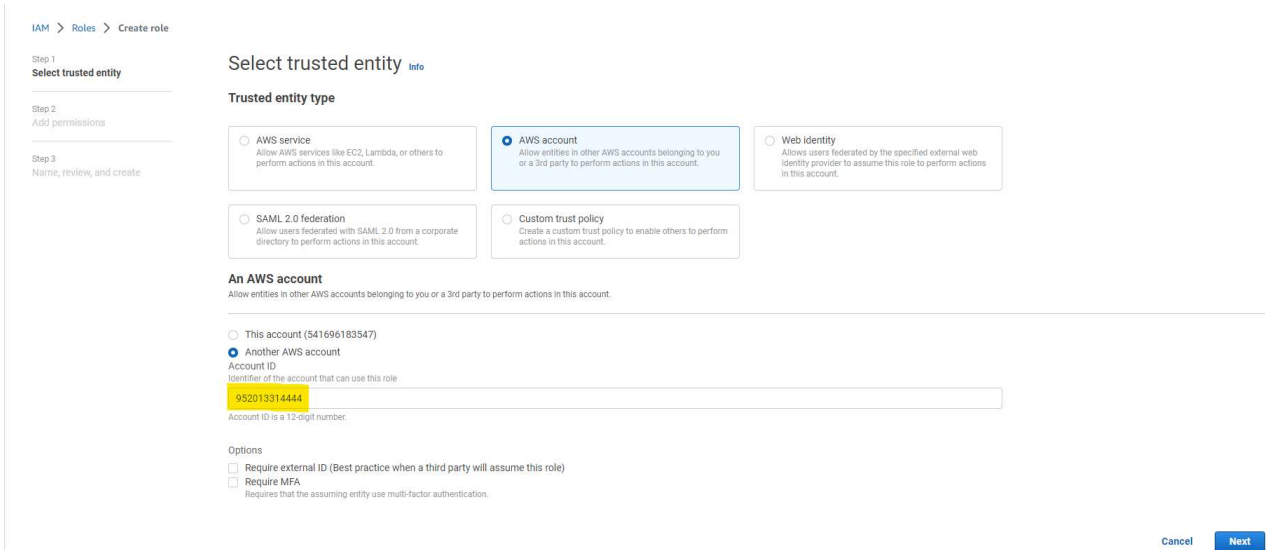 IAM > Roles > Create role
Step 1
Select trusted entity
Step 2
Add permissions
Step 3
Name, review, and create
Select trusted entity Info
Trusted entity type
AWS service
Allow AWS services like EC2, Lambda, or others to
perform actions in this account.
AWS account
Allow entities in other AWS accounts belonging to you
or a 3rd party to perform actions in this account.
Web identity
Allows users federated by the specified external web
identity provider to assume this role to perform actions
in this account.
SAML 2.0 federation
Allow users federated with SAML 2.0 from a corporate
directory to perform actions in this account.
Custom trust policy
Create a custom trust policy to enable others to perform
actions in this account.
An AWS account
Allow entities in other AWS accounts belonging to you or a 3rd party to perform actions in this account.
This account (541696183547)
Another AWS account
Account ID
Identifier of the account that can use this role
952013314444
Account ID is a 12-digit number.
Options
Require external ID (Best practice when a third party will assume this role)
Require MFA
Requires that the assuming entity use multi-factor authentication.
Cancel
Next